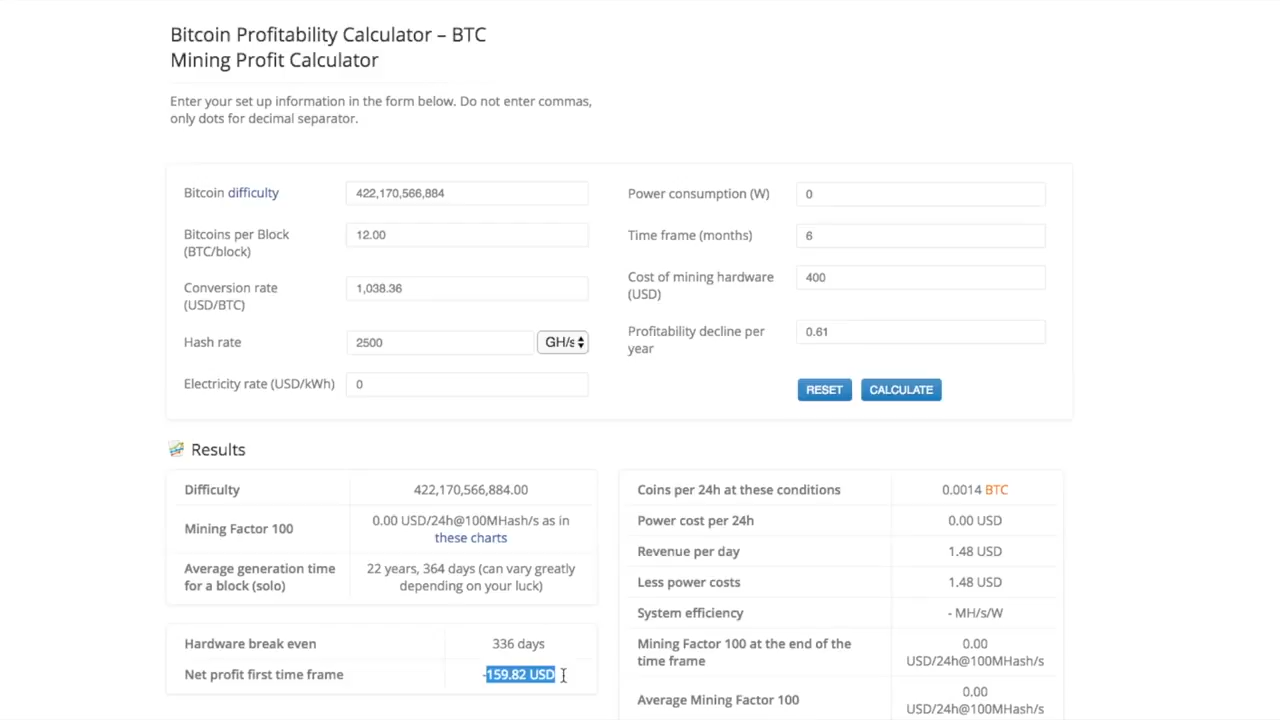 Bitcoin Profitability Calculator – BTC
Mining Profit Calculator
Enter your set up information in the form below. Do not enter commas,
only dots for decimal separator.
Bitcoin difficulty
422,170,566,884
Bitcoins per Block
(BTC/block)
12.00
Conversion rate
(USD/BTC)
1,038.36
Hash rate
2500
GH/s
Electricity rate (USD/kWh)
0
Power consumption (W)
0
Time frame (months)
6
Cost of mining hardware
(USD)
400
Profitability decline per
year
0.61
RESET
CALCULATE
Results
Difficulty
422,170,566,884.00
Mining Factor 100
0.00 USD/24h@100MHash/s as in
these charts
Average generation time
for a block (solo)
22 years, 364 days (can vary greatly
depending on your luck)
Hardware break even
336 days
Net profit first time frame
-159.82 USD
Coins per 24h at these conditions
0.0014 BTC
Power cost per 24h
0.00 USD
Revenue per day
1.48 USD
Less power costs
1.48 USD
System efficiency
- MH/s/W
Mining Factor 100 at the end of the
time frame
0.00
USD/24h@100MHash/s
Average Mining Factor 100
0.00
USD/24h@100MHash/s